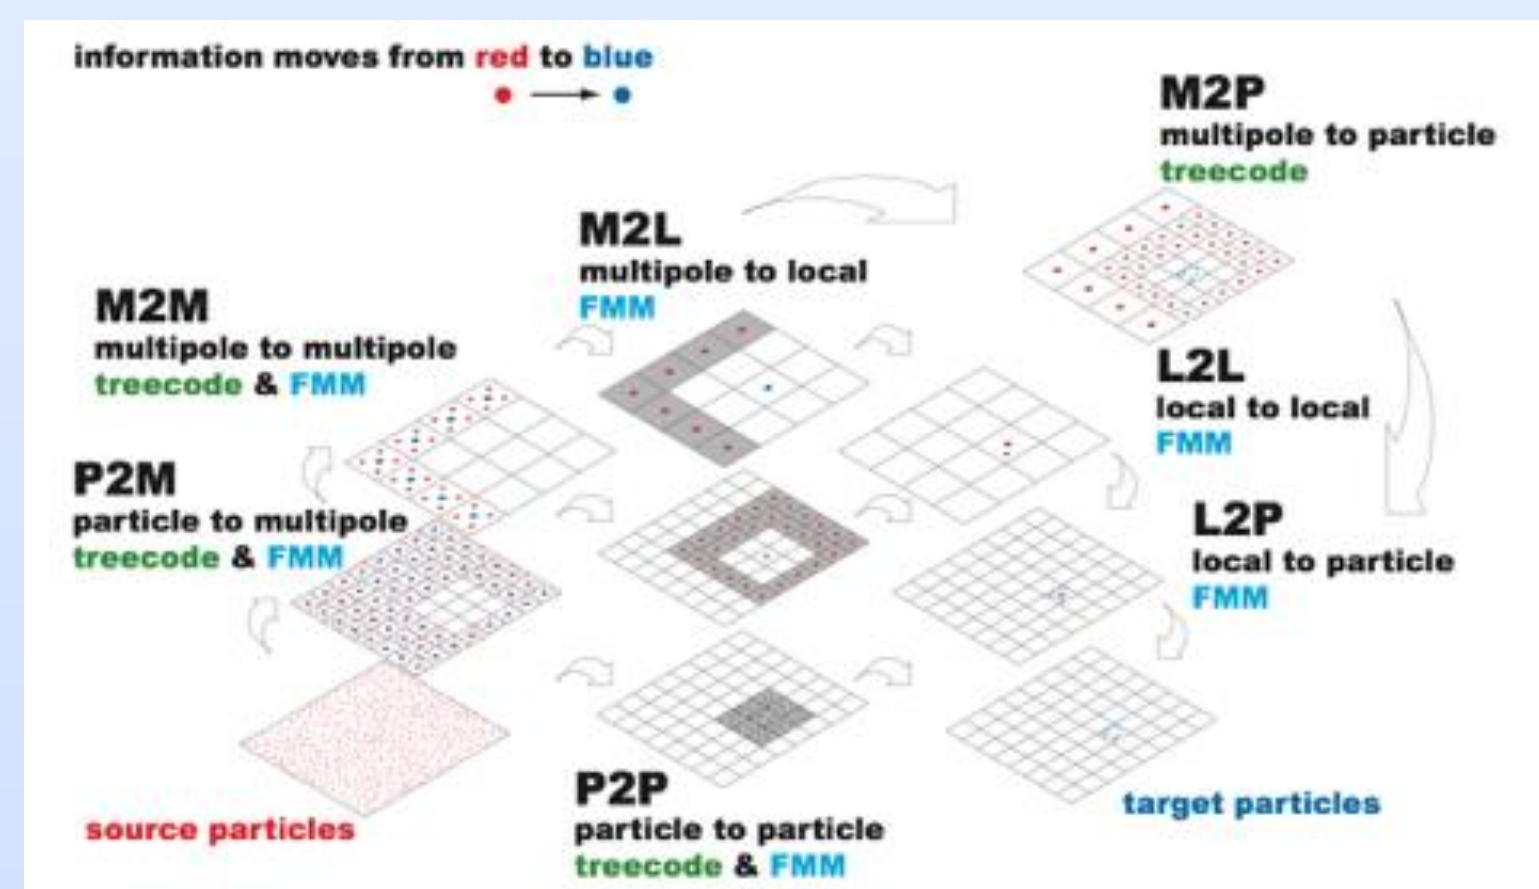 information moves from red to blue
M2P
multipole to particle
treecode
M2L
multipole to local
FMM
M2M
multipole to multipole
treecode & FMM
L2L
local to local
FMM
P2M
particle to multipole
treecode & FMM
L2P
local to particle
FMM
P2P
particle to particle
treecode & FMM
source particles
target particles